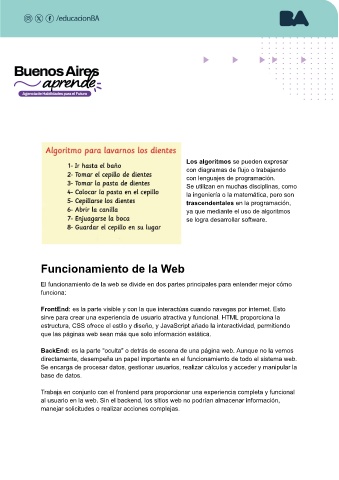 /educacionBA
BA
Buenos Aires
aprende
Agencia de Habilidades para el Futuro
Algoritmo para lavarnos los dientes
1- Ir hasta el baño
2- Tomar el cepillo de dientes
3- Tomar la pasta de dientes
4- Colocar la pasta en el cepillo
5- Cepillarse los dientes
6- Abrir la canilla
7- Enjuagarse la boca
8- Guardar el cepillo en su lugar
Los algoritmos se pueden expresar
con diagramas de flujo o trabajando
con lenguajes de programación.
Se utilizan en muchas disciplinas, como
la ingeniería o la matemática, pero son
trascendentales en la programación,
ya que mediante el uso de algoritmos
se logra desarrollar software.
Funcionamiento de la Web
El funcionamiento de la web se divide en dos partes principales para entender mejor cómo
funciona:
FrontEnd: es la parte visible y con la que interactúas cuando navegas por internet. Esto
sirve para crear una experiencia de usuario atractiva y funcional. HTML proporciona la
estructura, CSS ofrece el estilo y diseño, y JavaScript añade la interactividad, permitiendo
que las páginas web sean más que solo información estática.
BackEnd: es la parte "oculta" o detrás de escena de una página web. Aunque no la vemos
directamente, desempeña un papel importante en el funcionamiento de todo el sistema web.
Se encarga de procesar datos, gestionar usuarios, realizar cálculos y acceder y manipular la
base de datos.
Trabaja en conjunto con el frontend para proporcionar una experiencia completa y funcional
al usuario en la web. Sin el backend, los sitios web no podrían almacenar información,
manejar solicitudes o realizar acciones complejas.